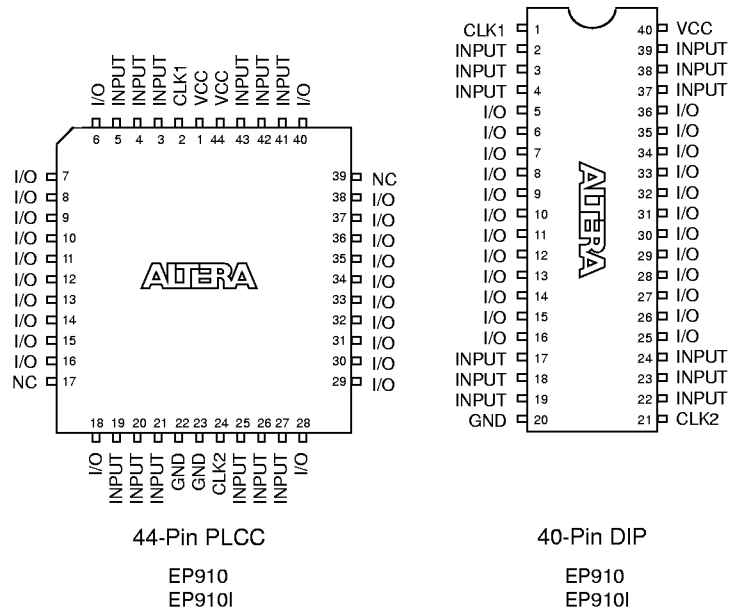 I/O INPUT INPUT INPUT CLK1 VCC VCC INPUT INPUT INPUT I/O
6 5 4 3 2 1 44 43 42 41 40
I/O 7
I/O 8
I/O 9
I/O 10
I/O 11
I/O 12
I/O 13
I/O 14
I/O 15
I/O 16
NC 17
ALTERA
39 NC
38 I/O
37 I/O
36 I/O
35 I/O
34 I/O
33 I/O
32 I/O
31 I/O
30 I/O
29 I/O
18 19 20 21 22 23 24 25 26 27 28
I/O INPUT INPUT INPUT GND GND CLK2 INPUT INPUT INPUT I/O
44-Pin PLCC
EP910
EP910I
CLK1 1 40 VCC
INPUT 2 39 INPUT
INPUT 3 38 INPUT
INPUT 4 37 INPUT
I/O 5 36 I/O
I/O 6 35 I/O
I/O 7 34 I/O
I/O 8 33 I/O
I/O 9 32 I/O
I/O 10 31 I/O
I/O 11 30 I/O
I/O 12 29 I/O
I/O 13 28 I/O
I/O 14 27 I/O
I/O 15 26 I/O
I/O 16 25 I/O
INPUT 17 24 INPUT
INPUT 18 23 INPUT
INPUT 19 22 INPUT
GND 20 21 CLK2
ALTERA
40-Pin DIP
EP910
EP910I